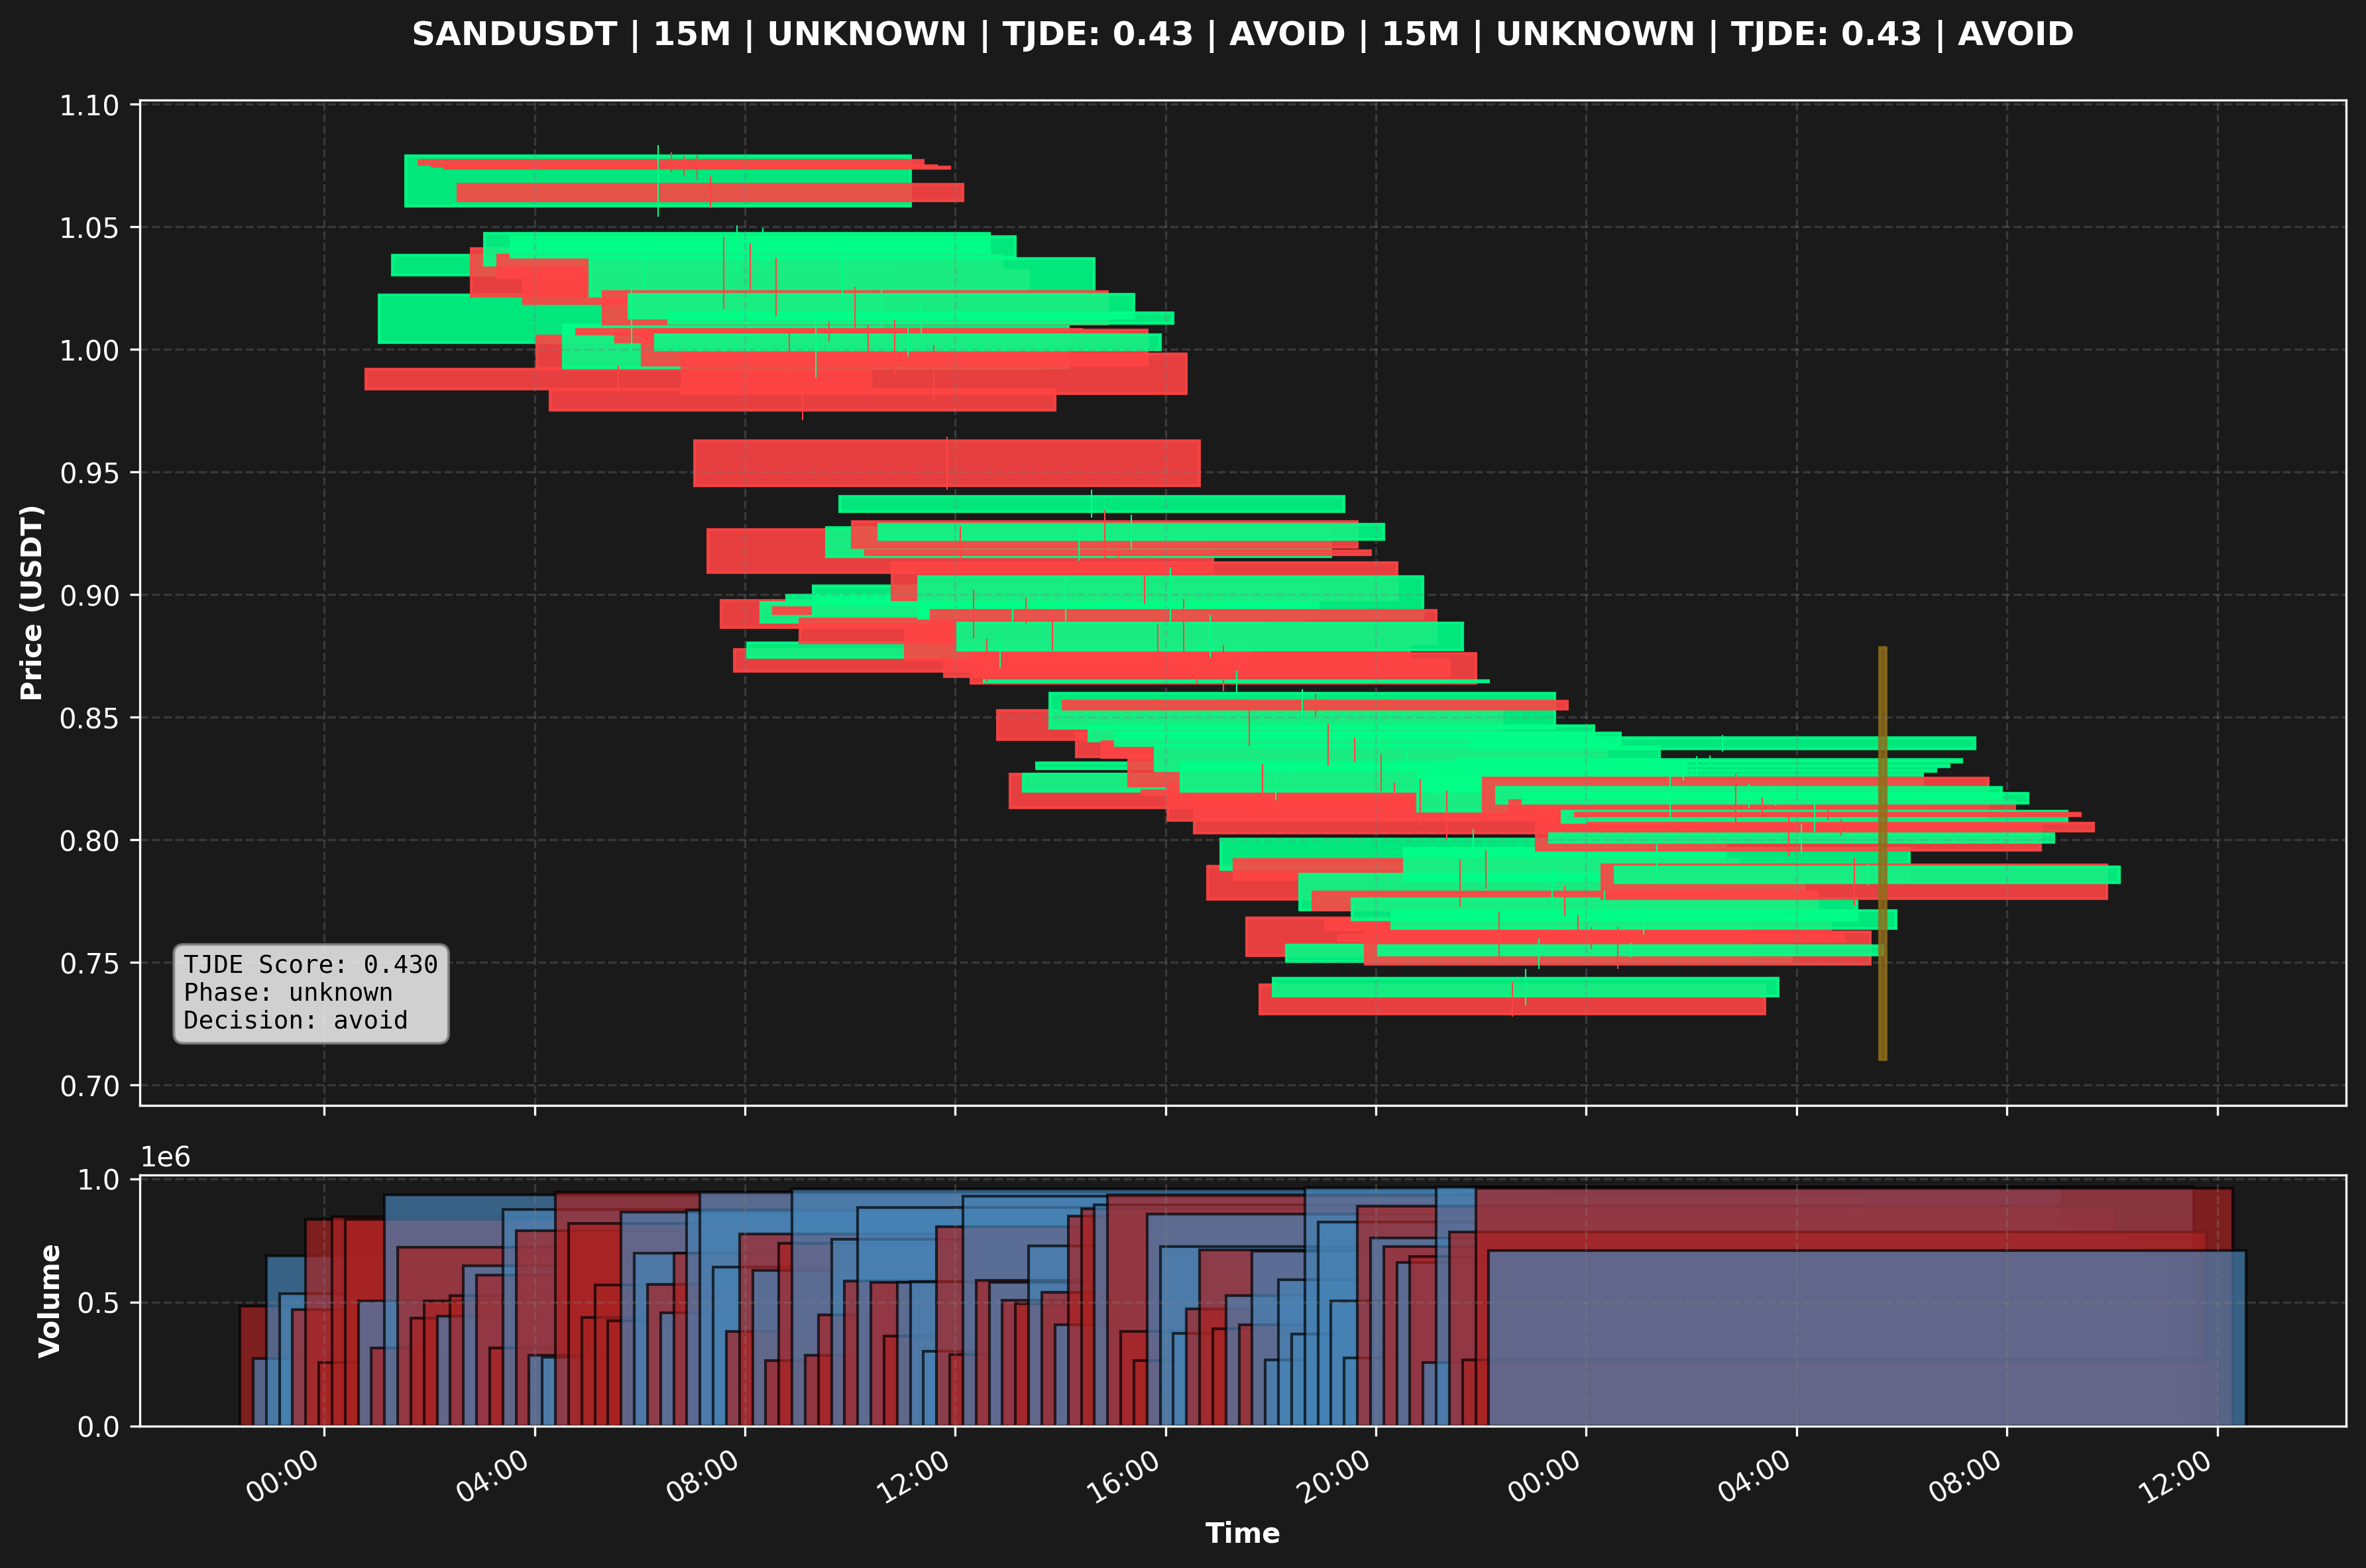 SANDUSDT | 15M | UNKNOWN | TJDE: 0.43 | AVOID | 15M | UNKNOWN | TJDE: 0.43 | AVOID
1.10
1.05
1.00
0.95
0.90
0.85
0.80
0.75
0.70
Price (USDT)
TJDE Score: 0.430
Phase: unknown
Decision: avoid
1e6
1.0
0.5
0.0
Volume
00:00
04:00
08:00
12:00
16:00
20:00
00:00
04:00
08:00
12:00
Time